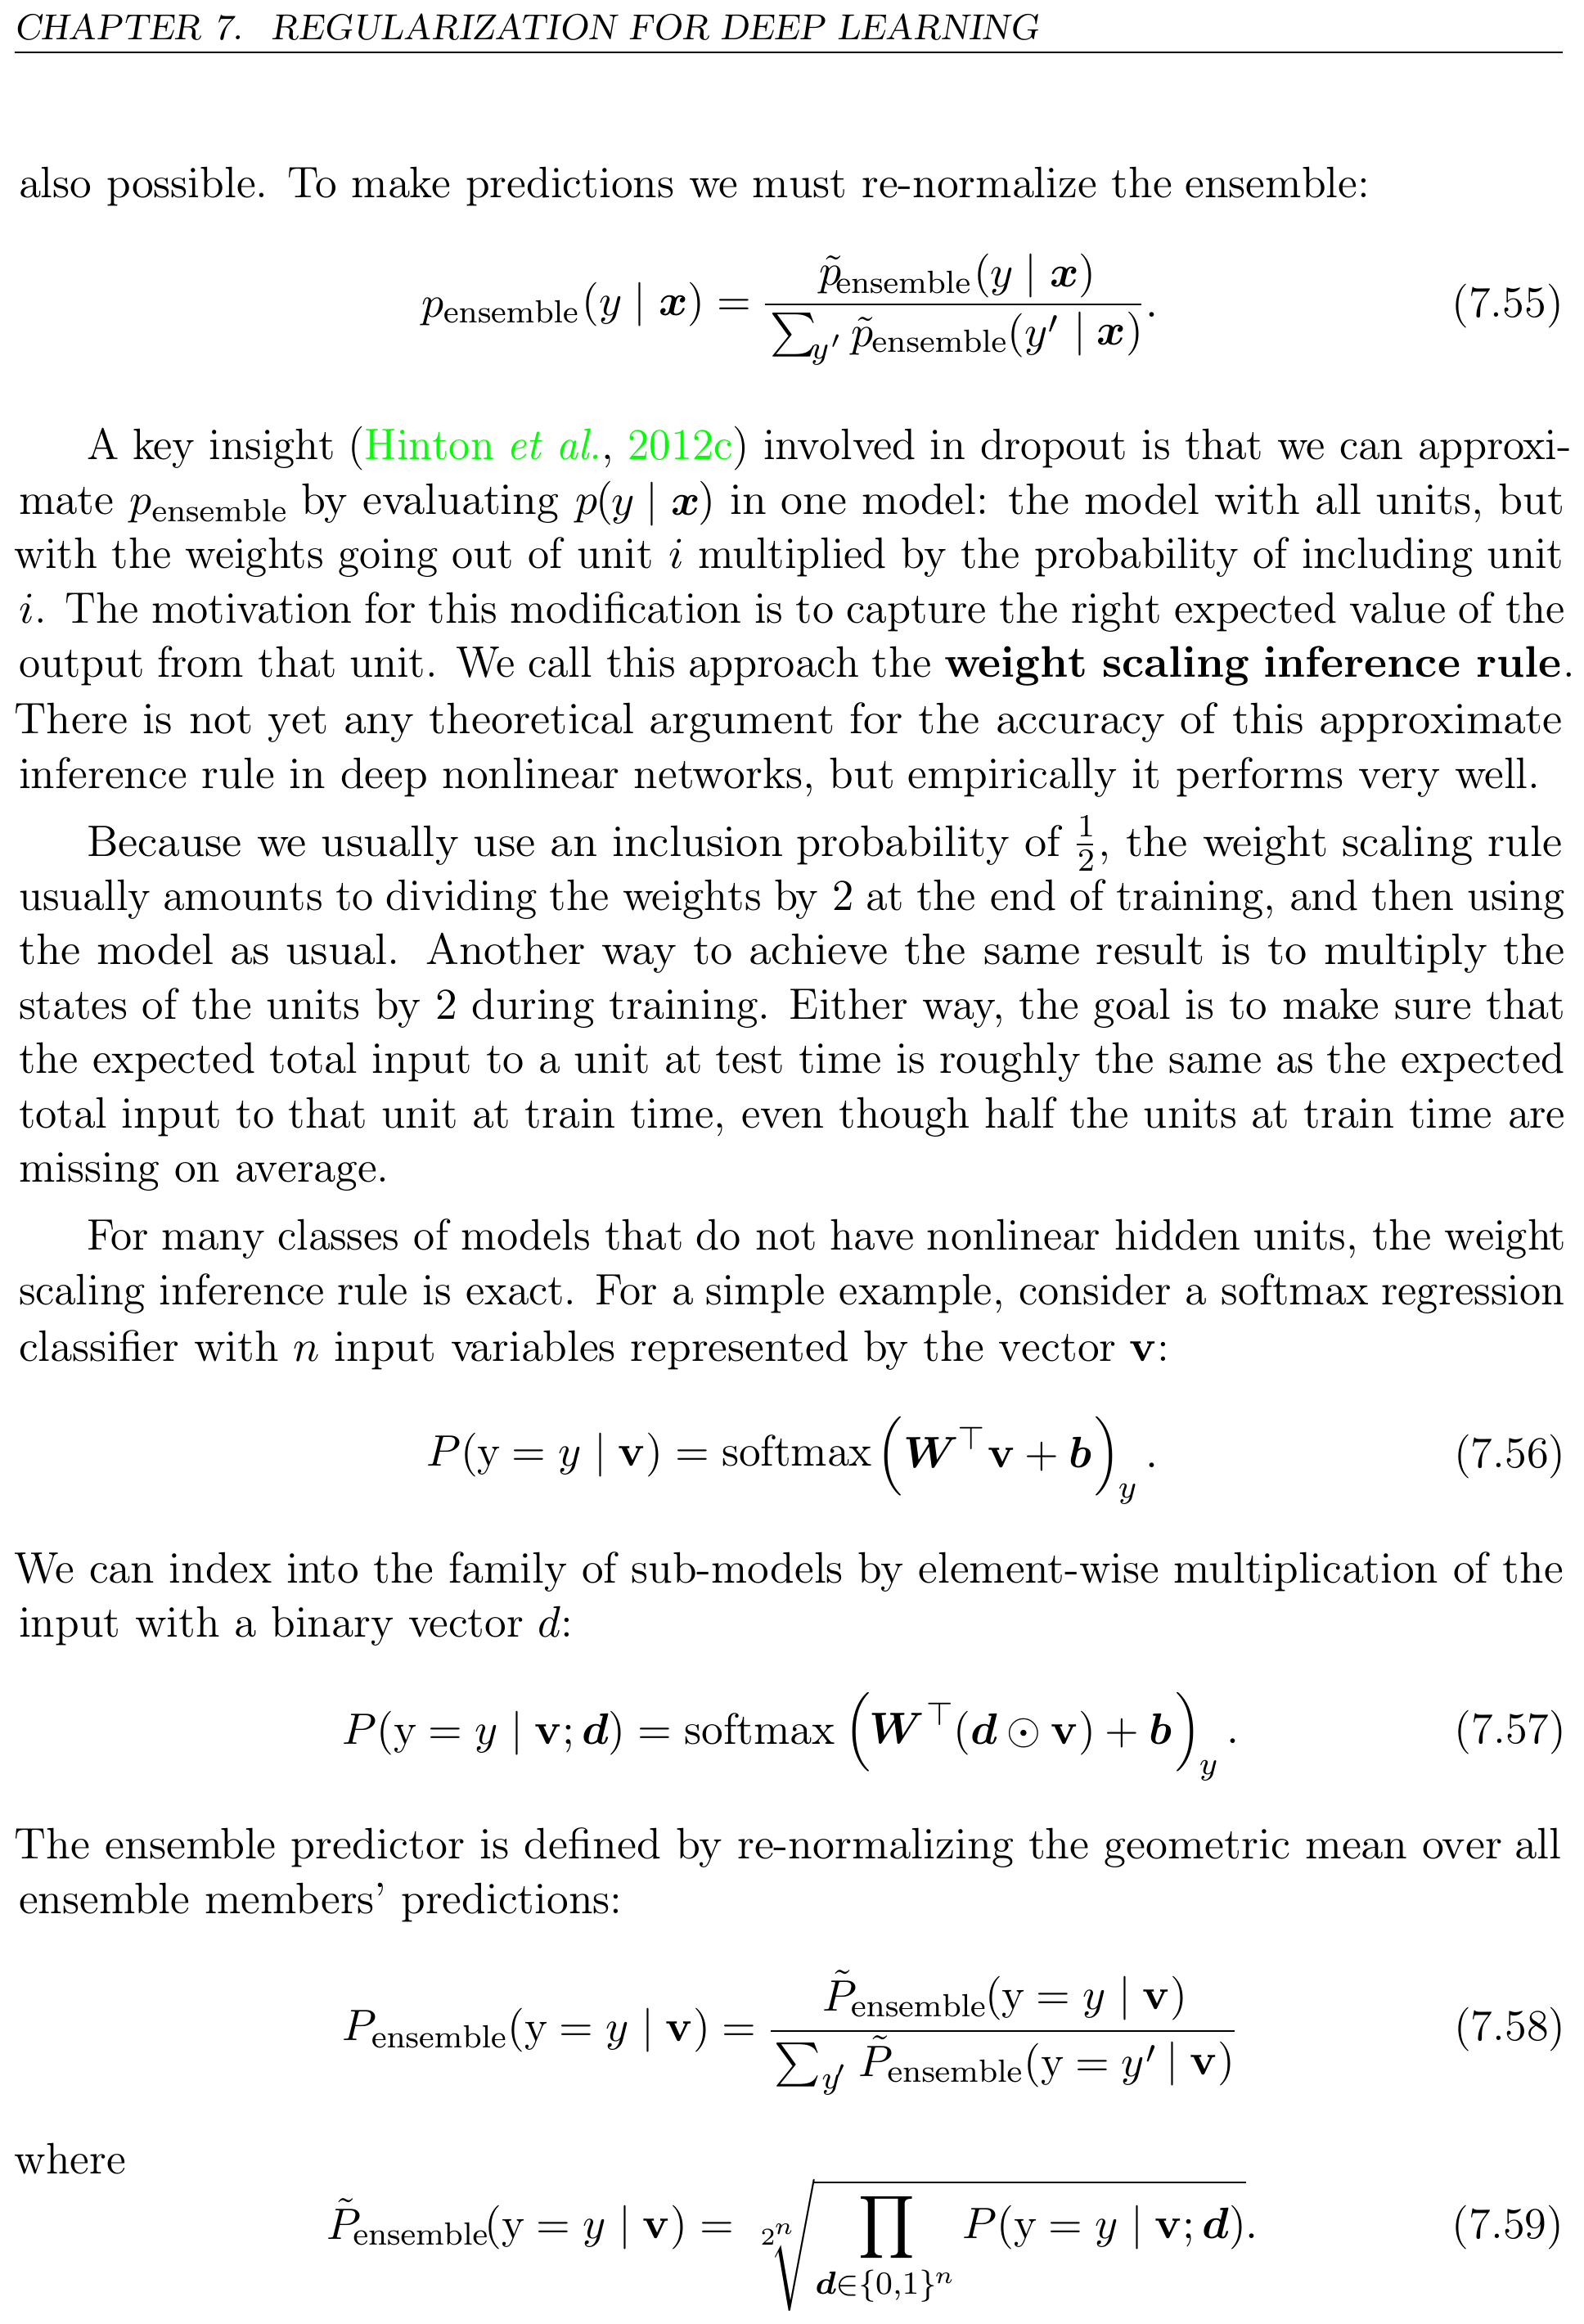 CHAPTER 7. REGULARIZATION FOR DEEP LEARNING
also possible. To make predictions we must re-normalize the ensemble:
p_ensemble(y | x) = p̃_ensemble(y | x) / ∑_y′ p̃_ensemble(y′ | x). (7.55)
A key insight (Hinton et al., 2012c) involved in dropout is that we can approxi-
mate p_ensemble by evaluating p(y | x) in one model: the model with all units, but
with the weights going out of unit i multiplied by the probability of including unit
i. The motivation for this modification is to capture the right expected value of the
output from that unit. We call this approach the weight scaling inference rule.
There is not yet any theoretical argument for the accuracy of this approximate
inference rule in deep nonlinear networks, but empirically it performs very well.
Because we usually use an inclusion probability of 1/2, the weight scaling rule
usually amounts to dividing the weights by 2 at the end of training, and then using
the model as usual. Another way to achieve the same result is to multiply the
states of the units by 2 during training. Either way, the goal is to make sure that
the expected total input to a unit at test time is roughly the same as the expected
total input to that unit at train time, even though half the units at train time are
missing on average.
For many classes of models that do not have nonlinear hidden units, the weight
scaling inference rule is exact. For a simple example, consider a softmax regression
classifier with n input variables represented by the vector v:
P(y = y | v) = softmax(W⊤v + b)_y. (7.56)
We can index into the family of sub-models by element-wise multiplication of the
input with a binary vector d:
P(y = y | v; d) = softmax(W⊤(d ⊙ v) + b)_y. (7.57)
The ensemble predictor is defined by re-normalizing the geometric mean over all
ensemble members’ predictions:
P_ensemble(y = y | v) = P̃_ensemble(y = y | v) / ∑_y′ P̃_ensemble(y = y′ | v) (7.58)
where
P̃_ensemble(y = y | v) = 2^n√∏_d∈{0,1}^n P(y = y | v; d). (7.59)